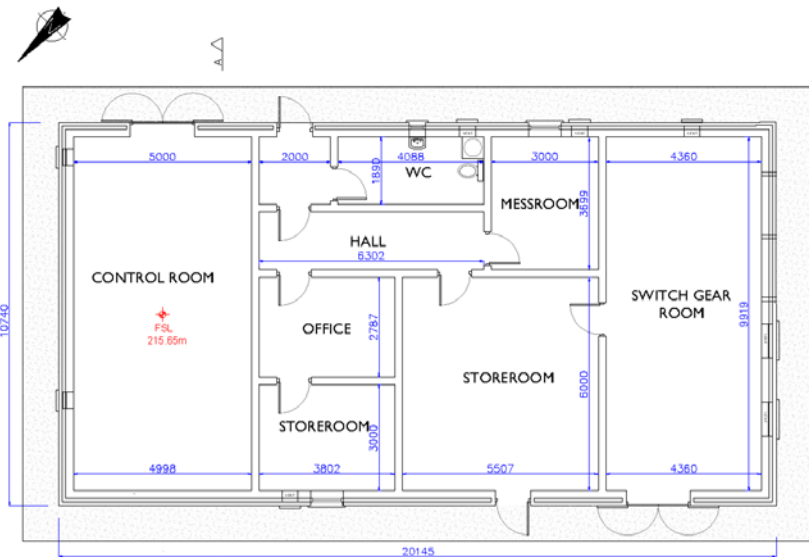 A
5000
2000
4088
3000
4360
1890
WC
MESSROOM
3699
HALL
6302
CONTROL ROOM
FSL
215.65m
OFFICE
2787
SWITCH GEAR
ROOM
9919
10740
STOREROOM
6000
STOREROOM
3000
4998
3802
5507
4360
20145